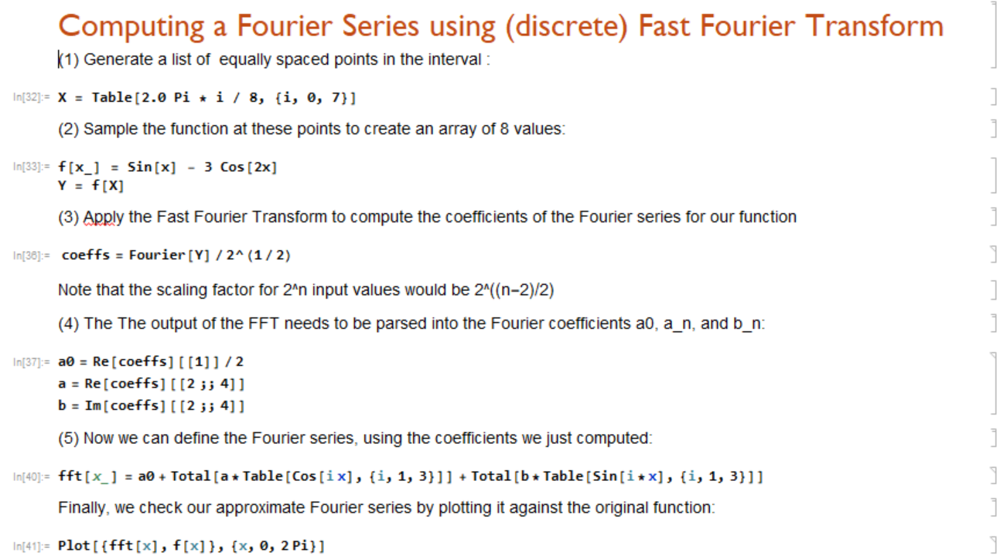 Computing a Fourier Series using (discrete) Fast Fourier Transform
(1) Generate a list of  equally spaced points in the interval :
In[32]:= X = Table[2.0 Pi * i / 8, {i, 0, 7}]
(2) Sample the function at these points to create an array of 8 values:
In[33]:= f[x_] = Sin[x] - 3 Cos[2x]
Y = f[X]
(3) Apply the Fast Fourier Transform to compute the coefficients of the Fourier series for our function
In[36]:= coeffs = Fourier[Y] / 2^ (1 / 2)
Note that the scaling factor for 2^n input values would be 2^((n−2)/2)
(4) The The output of the FFT needs to be parsed into the Fourier coefficients a0, a_n, and b_n:
In[37]:= a0 = Re[coeffs][[1]] / 2
a = Re[coeffs][[2 ;; 4]]
b = Im[coeffs][[2 ;; 4]]
(5) Now we can define the Fourier series, using the coefficients we just computed:
In[40]:= fft[x_] = a0 + Total[a * Table[Cos[i x], {i, 1, 3}]] + Total[b * Table[Sin[i * x], {i, 1, 3}]]
Finally, we check our approximate Fourier series by plotting it against the original function:
In[41]:= Plot[{fft[x], f[x]}, {x, 0, 2 Pi}]